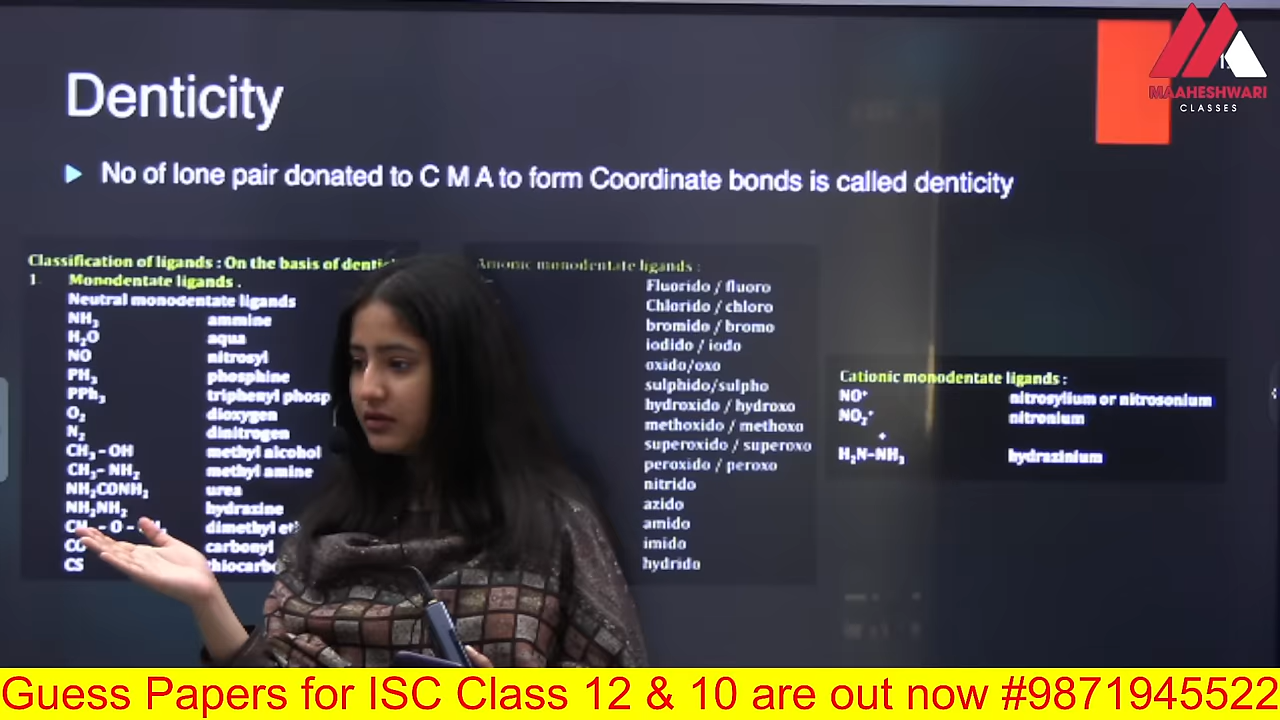 MAAHESHWARI
CLASSES
Denticity
No of lone pair donated to C M A to form Coordinate bonds is called denticity
Classification of ligands : On the basis of
1. Monodentate ligands .
Neutral monodentate ligands
NH₃ ammine
H₂O aqua
NO nitrosyl
PH₃ phosphine
PPh₃ triphenyl phosp
O₂ dioxygen
N₂ dinitrogen
CH₃ – OH methyl alcohol
CH₃ – NH₂ methyl amine
NH₂CONH₂ urea
NH₂NH₂ hydrazine
– O – dimethyl
carbonyl
CS
Anionic monodentate ligands :
Fluorido / fluoro
Chlorido / chloro
bromido / bromo
iodido / iodo
oxido/oxo
sulphido/sulpho
hydroxido / hydroxo
methoxido / methoxo
superoxido / superoxo
peroxido / peroxo
nitrido
azido
amido
imido
hydrido
Cationic monodentate ligands :
NO⁺ nitrosylium or nitrosonium
NO₂⁺ nitronium
+
H₂N–NH₃ hydrazinium
Guess Papers for ISC Class 12 & 10 are out now #9871945522